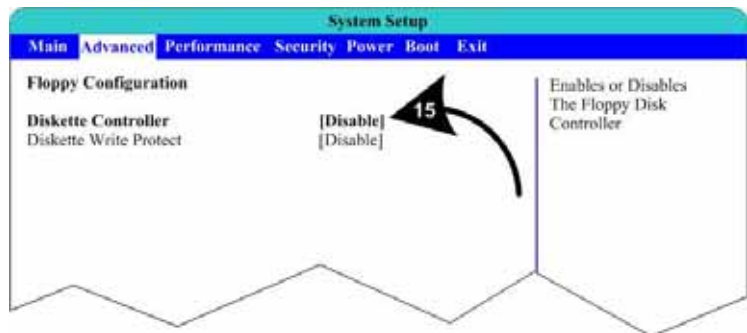 System Setup
Main Advanced Performance Security Power Boot Exit
Floppy Configuration
Diskette Controller [Disable]
Diskette Write Protect [Disable]
15
Enables or Disables
The Floppy Disk
Controller